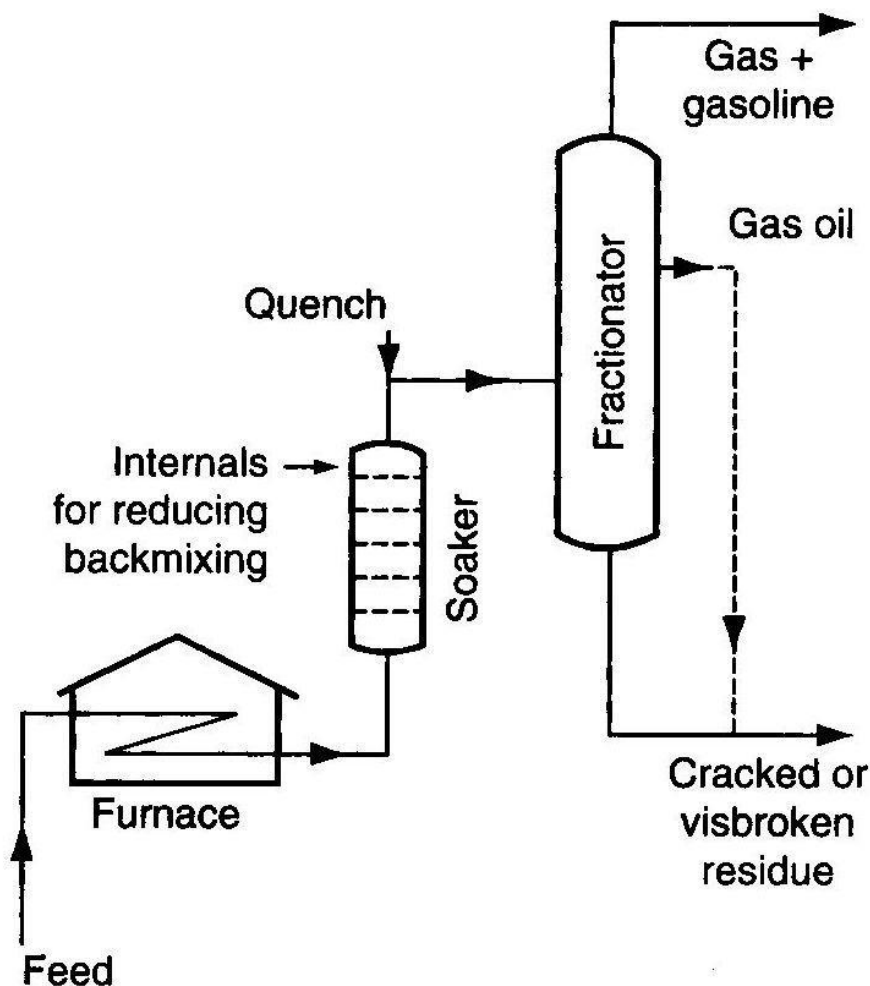 Gas +
gasoline
Gas oil
Fractionator
Quench
Internals
for reducing
backmixing
Soaker
Furnace
Cracked or
visbroken
residue
Feed